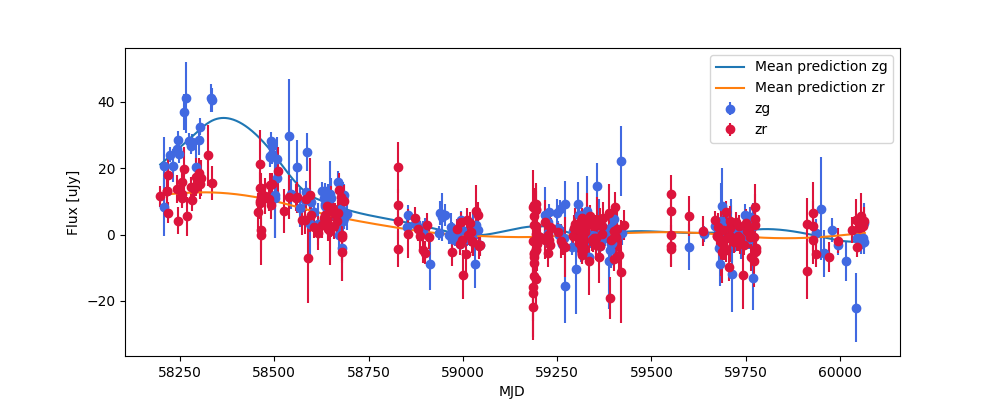 Mean prediction zg
Mean prediction zr
zg
zr
Flux [uJy]
40
20
0
−20
58250 58500 58750 59000 59250 59500 59750 60000
MJD